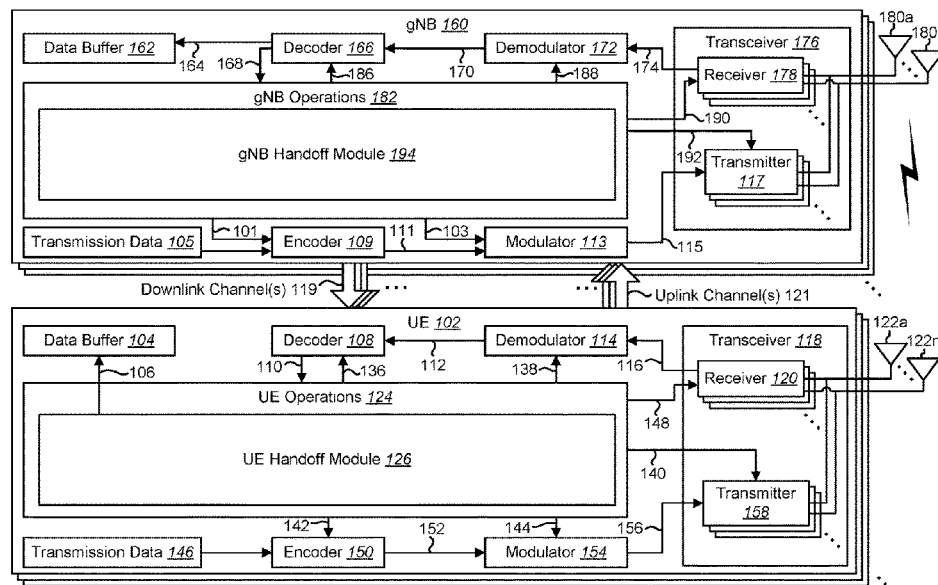 gNB 160
180a
180
Data Buffer 162
Decoder 166
Demodulator 172
Transceiver 176
164
168
186
170
188
174
Receiver 178
gNB Operations 182
190
gNB Handoff Module 194
192
Transmitter
117
101
103
Transmission Data 105
Encoder 109
111
Modulator 113
115
Downlink Channel(s) 119
Uplink Channel(s) 121
UE 102
122a
122n
Data Buffer 104
Decoder 108
Demodulator 114
Transceiver 118
106
110
136
112
138
116
Receiver 120
UE Operations 124
148
UE Handoff Module 126
140
Transmitter
158
142
144
156
Transmission Data 146
Encoder 150
152
Modulator 154